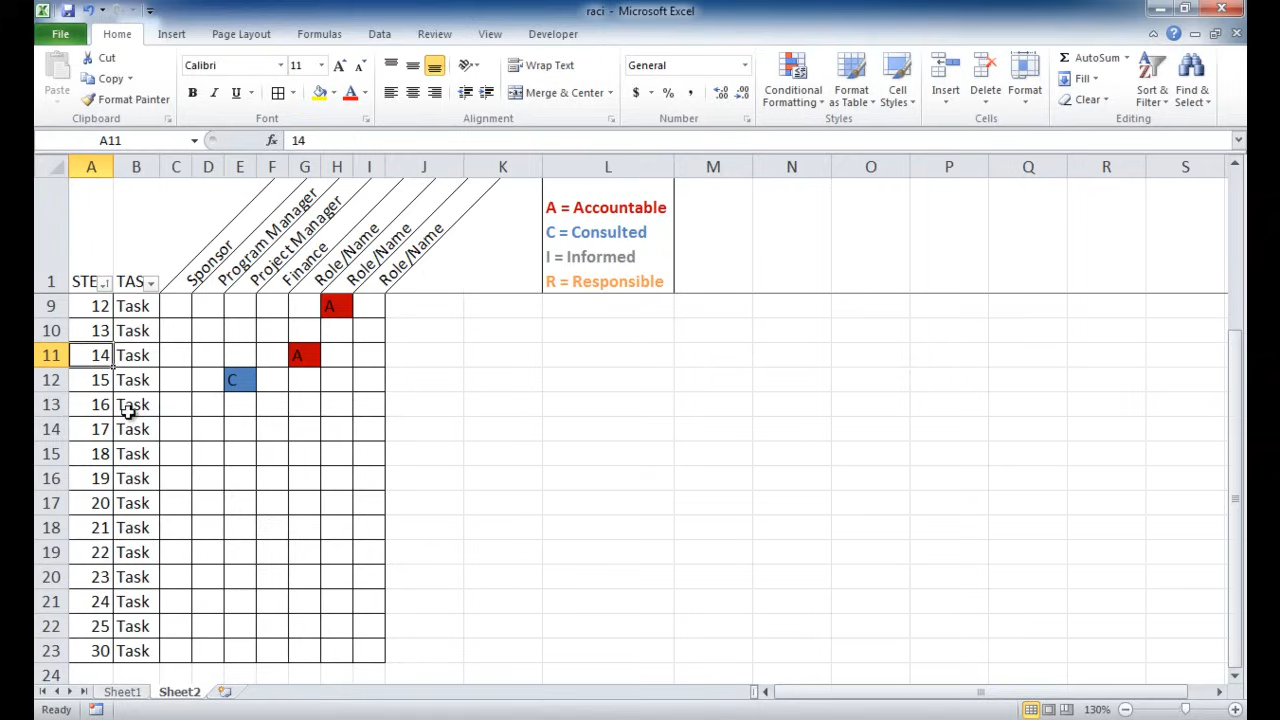 raci - Microsoft Excel
File Home Insert Page Layout Formulas Data Review View Developer
Paste
Cut
Copy
Format Painter
Clipboard
Calibri 11
B I U
Font
Wrap Text
Merge & Center
Alignment
General
$ % ,
Number
Conditional Formatting
Format as Table
Cell Styles
Styles
Insert
Delete
Format
Cells
AutoSum
Fill
Clear
Sort & Filter
Find & Select
Editing
A11 fx 14
A B C D E F G H I J K L M N O P Q R S
1 STE TAS Sponsor Program Manager Project Manager Finance Role/Name Role/Name Role/Name
A = Accountable
C = Consulted
I = Informed
R = Responsible
9 12 Task A
10 13 Task
11 14 Task A
12 15 Task C
13 16 Task
14 17 Task
15 18 Task
16 19 Task
17 20 Task
18 21 Task
19 22 Task
20 23 Task
21 24 Task
22 25 Task
23 30 Task
24
Sheet1 Sheet2
Ready 130%